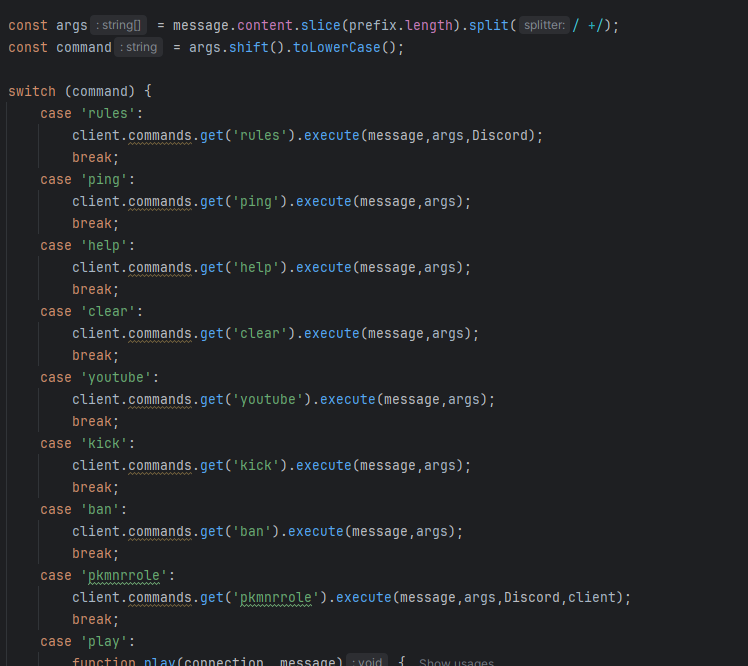 const args : string[] = message.content.slice(prefix.length).split( splitter: / +/);
const command : string = args.shift().toLowerCase();
switch (command) {
case 'rules':
client.commands.get('rules').execute(message,args,Discord);
break;
case 'ping':
client.commands.get('ping').execute(message,args);
break;
case 'help':
client.commands.get('help').execute(message,args);
break;
case 'clear':
client.commands.get('clear').execute(message,args);
break;
case 'youtube':
client.commands.get('youtube').execute(message,args);
break;
case 'kick':
client.commands.get('kick').execute(message,args);
break;
case 'ban':
client.commands.get('ban').execute(message,args);
break;
case 'pkmnrrole':
client.commands.get('pkmnrrole').execute(message,args,Discord,client);
break;
case 'play':
function play(connection, message) : void { Show usages